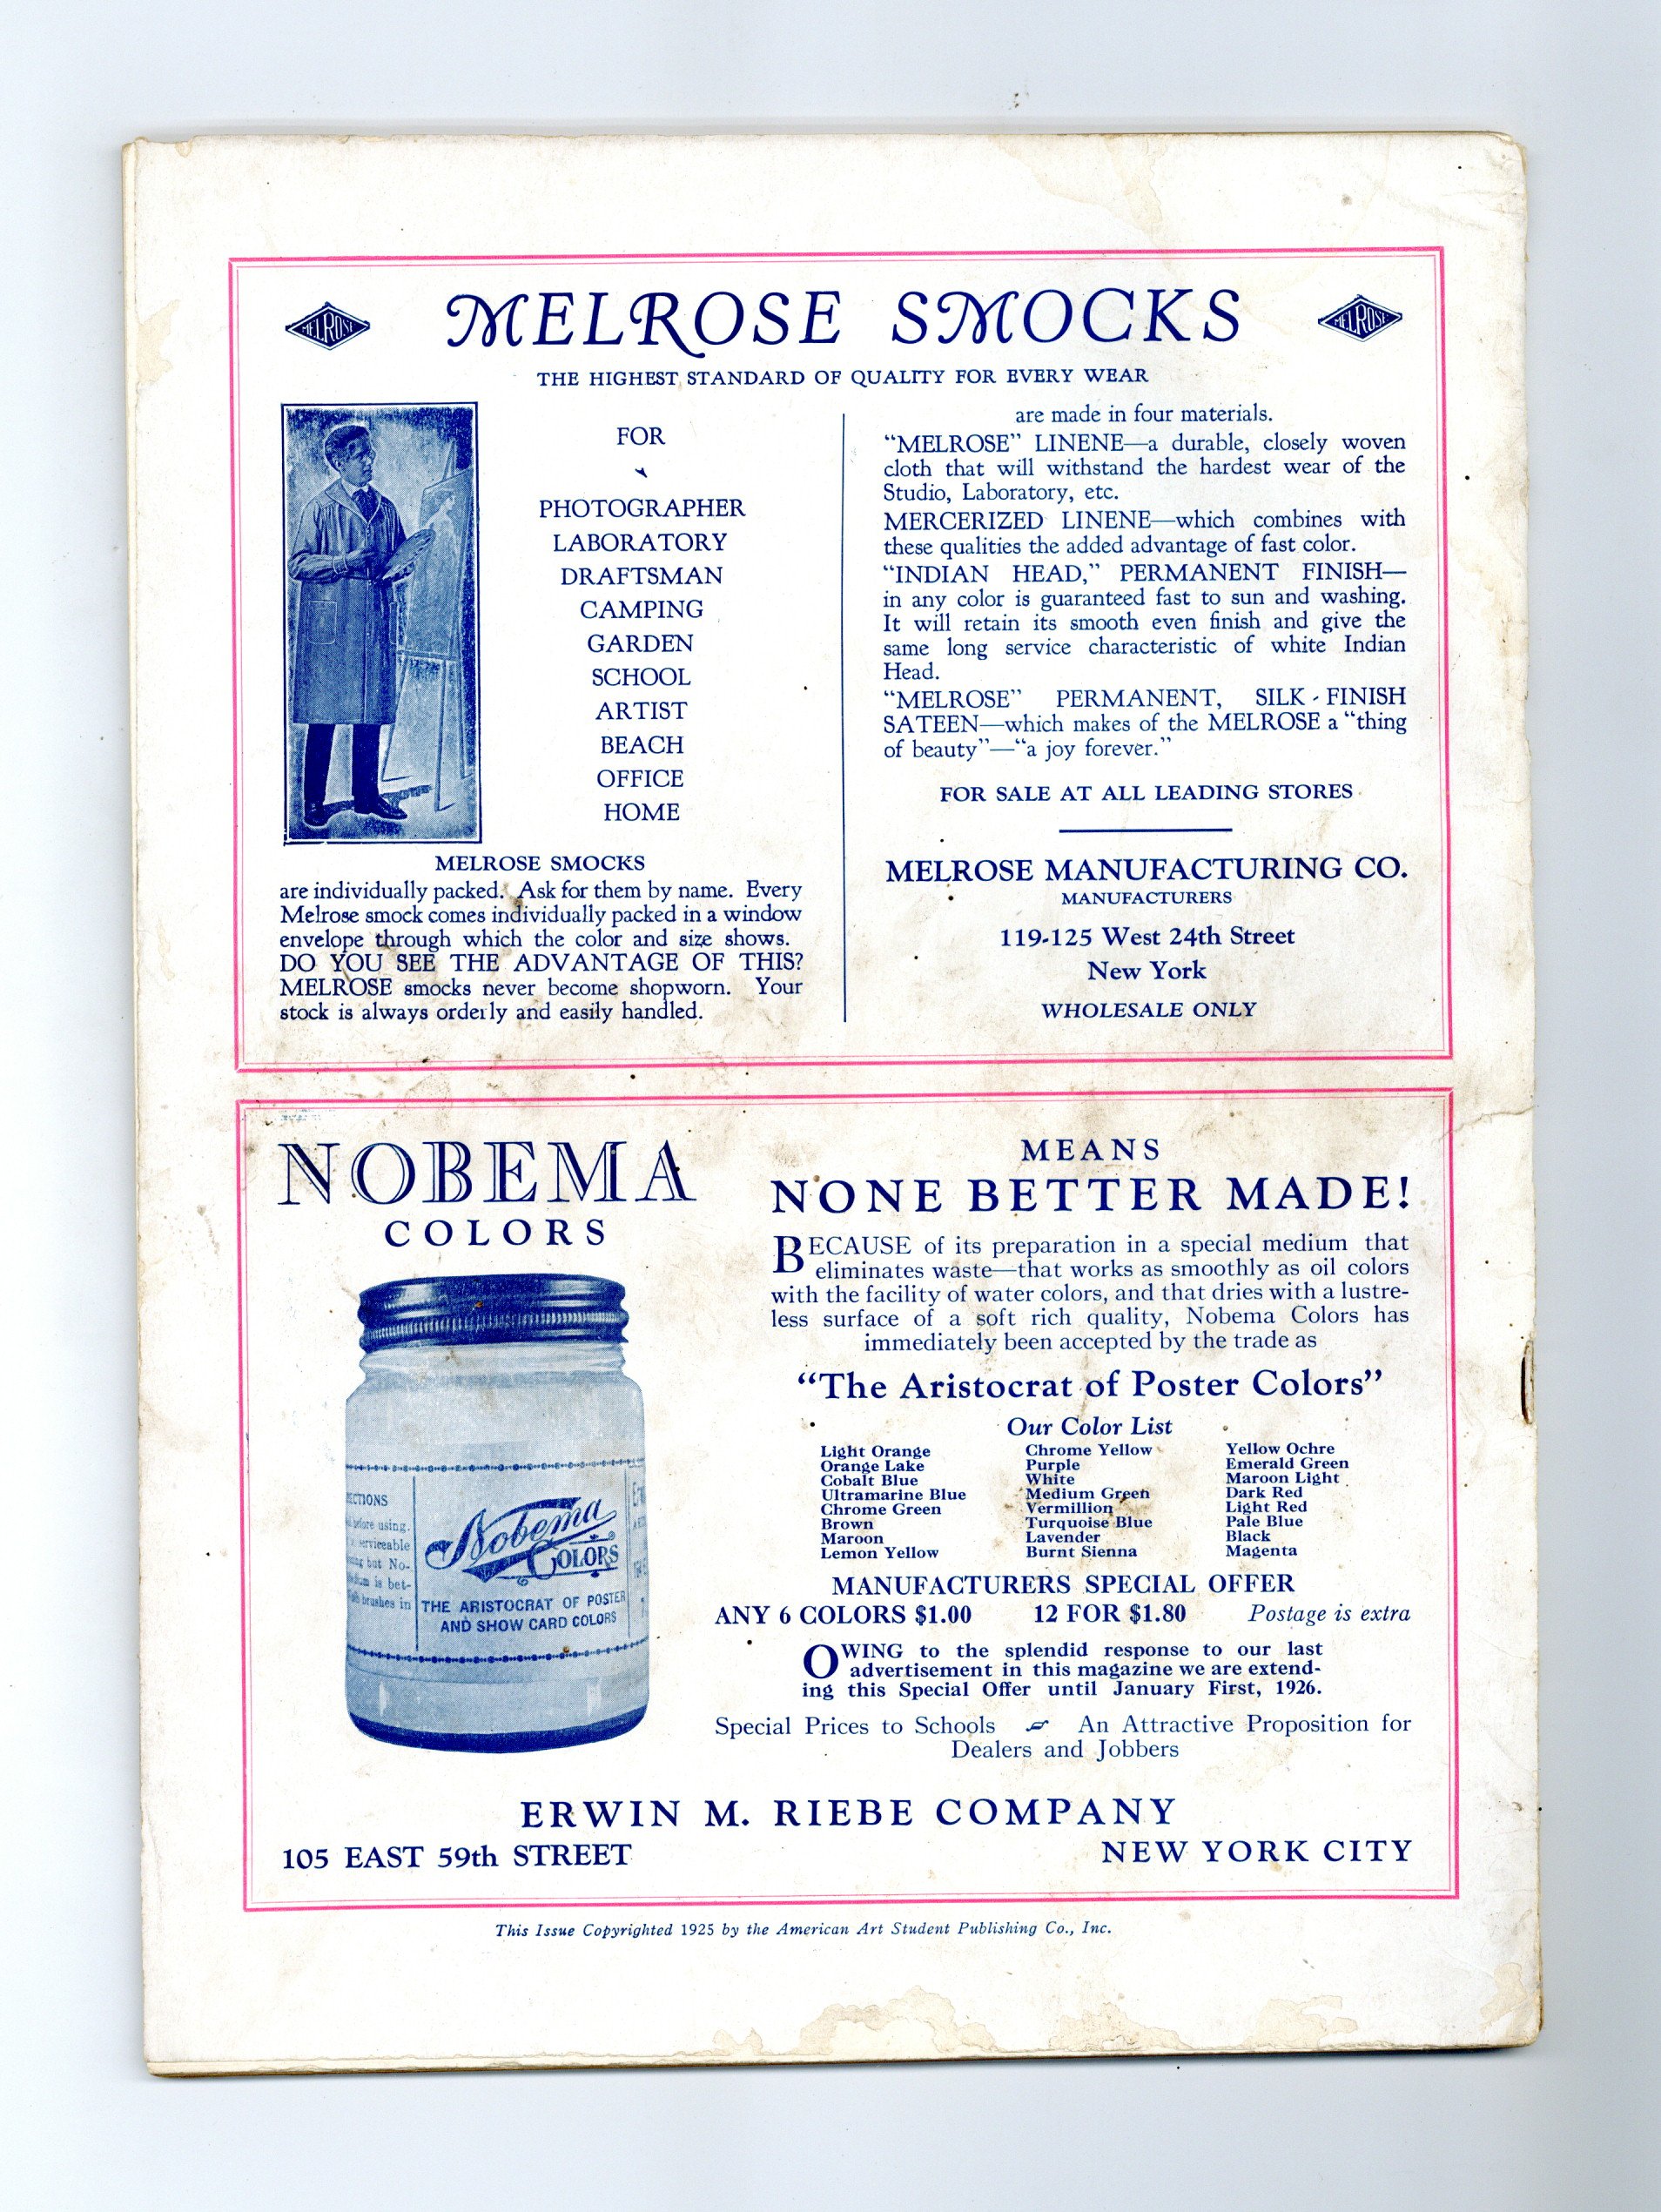 MELROSE
MELROSE SMOCKS
MELROSE
THE HIGHEST STANDARD OF QUALITY FOR EVERY WEAR
FOR
PHOTOGRAPHER
LABORATORY
DRAFTSMAN
CAMPING
GARDEN
SCHOOL
ARTIST
BEACH
OFFICE
HOME
MELROSE SMOCKS
are individually packed. Ask for them by name. Every
Melrose smock comes individually packed in a window
envelope through which the color and size shows.
DO YOU SEE THE ADVANTAGE OF THIS?
MELROSE smocks never become shopworn. Your
stock is always orderly and easily handled.
are made in four materials.
“MELROSE” LINENE—a durable, closely woven
cloth that will withstand the hardest wear of the
Studio, Laboratory, etc.
MERCERIZED LINENE—which combines with
these qualities the added advantage of fast color.
“INDIAN HEAD,” PERMANENT FINISH—
in any color is guaranteed fast to sun and washing.
It will retain its smooth even finish and give the
same long service characteristic of white Indian
Head.
“MELROSE” PERMANENT, SILK-FINISH
SATEEN—which makes of the MELROSE a “thing
of beauty”—“a joy forever.”
FOR SALE AT ALL LEADING STORES
MELROSE MANUFACTURING CO.
MANUFACTURERS
119-125 West 24th Street
New York
WHOLESALE ONLY
NOBEMA
COLORS
ECTIONS
before using.
serviceable
but No-
is bet-
brushes in
Nobema
COLORS
THE ARISTOCRAT OF POSTER
AND SHOW CARD COLORS
MEANS
NONE BETTER MADE!
BECAUSE of its preparation in a special medium that
eliminates waste—that works as smoothly as oil colors
with the facility of water colors, and that dries with a lustre-
less surface of a soft rich quality, Nobema Colors has
immediately been accepted by the trade as
“The Aristocrat of Poster Colors”
Our Color List
Light Orange
Orange Lake
Cobalt Blue
Ultramarine Blue
Chrome Green
Brown
Maroon
Lemon Yellow
Chrome Yellow
Purple
White
Medium Green
Vermillion
Turquoise Blue
Lavender
Burnt Sienna
Yellow Ochre
Emerald Green
Maroon Light
Dark Red
Light Red
Pale Blue
Black
Magenta
MANUFACTURERS SPECIAL OFFER
ANY 6 COLORS $1.00 12 FOR $1.80 Postage is extra
OWING to the splendid response to our last
advertisement in this magazine we are extend-
ing this Special Offer until January First, 1926.
Special Prices to Schools An Attractive Proposition for
Dealers and Jobbers
ERWIN M. RIEBE COMPANY
105 EAST 59th STREET NEW YORK CITY
This Issue Copyrighted 1925 by the American Art Student Publishing Co., Inc.